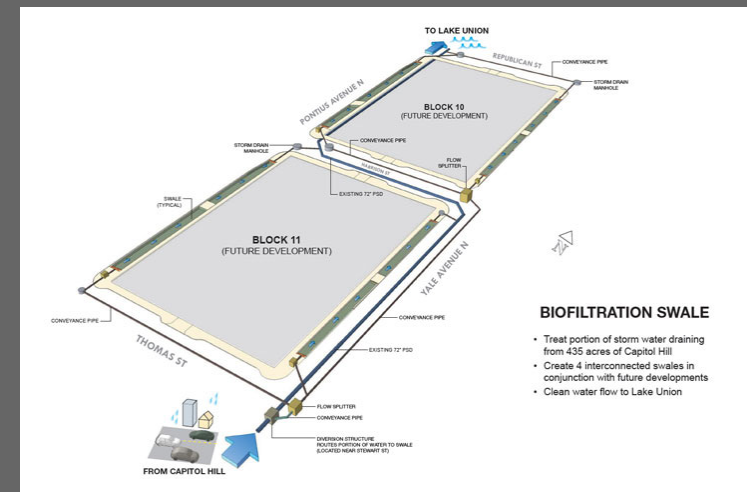 TO LAKE UNION
REPUBLICAN ST
CONVEYANCE PIPE
STORM DRAIN
MANHOLE
PONTIUS AVENUE N
BLOCK 10
(FUTURE DEVELOPMENT)
CONVEYANCE PIPE
STORM DRAIN
MANHOLE
HARRISON ST
FLOW
SPLITTER
EXISTING 72" PSD
SWALE
(TYPICAL)
BLOCK 11
(FUTURE DEVELOPMENT)
YALE AVENUE N
CONVEYANCE PIPE
CONVEYANCE PIPE
THOMAS ST
EXISTING 72" PSD
FLOW SPLITTER
CONVEYANCE PIPE
DIVERSION STRUCTURE
ROUTES PORTION OF WATER TO SWALE
(LOCATED NEAR STEWART ST)
FROM CAPITOL HILL
BIOFILTRATION SWALE
• Treat portion of storm water draining
from 435 acres of Capitol Hill
• Create 4 interconnected swales in
conjunction with future developments
• Clean water flow to Lake Union